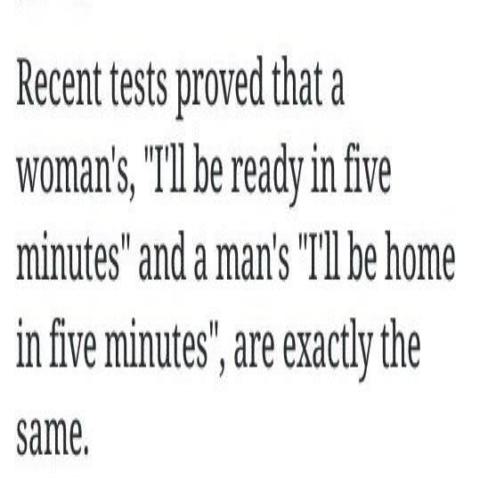 Recent tests proved that a
woman's, "I'll be ready in five
minutes" and a man's "I'll be home
in five minutes", are exactly the
same.